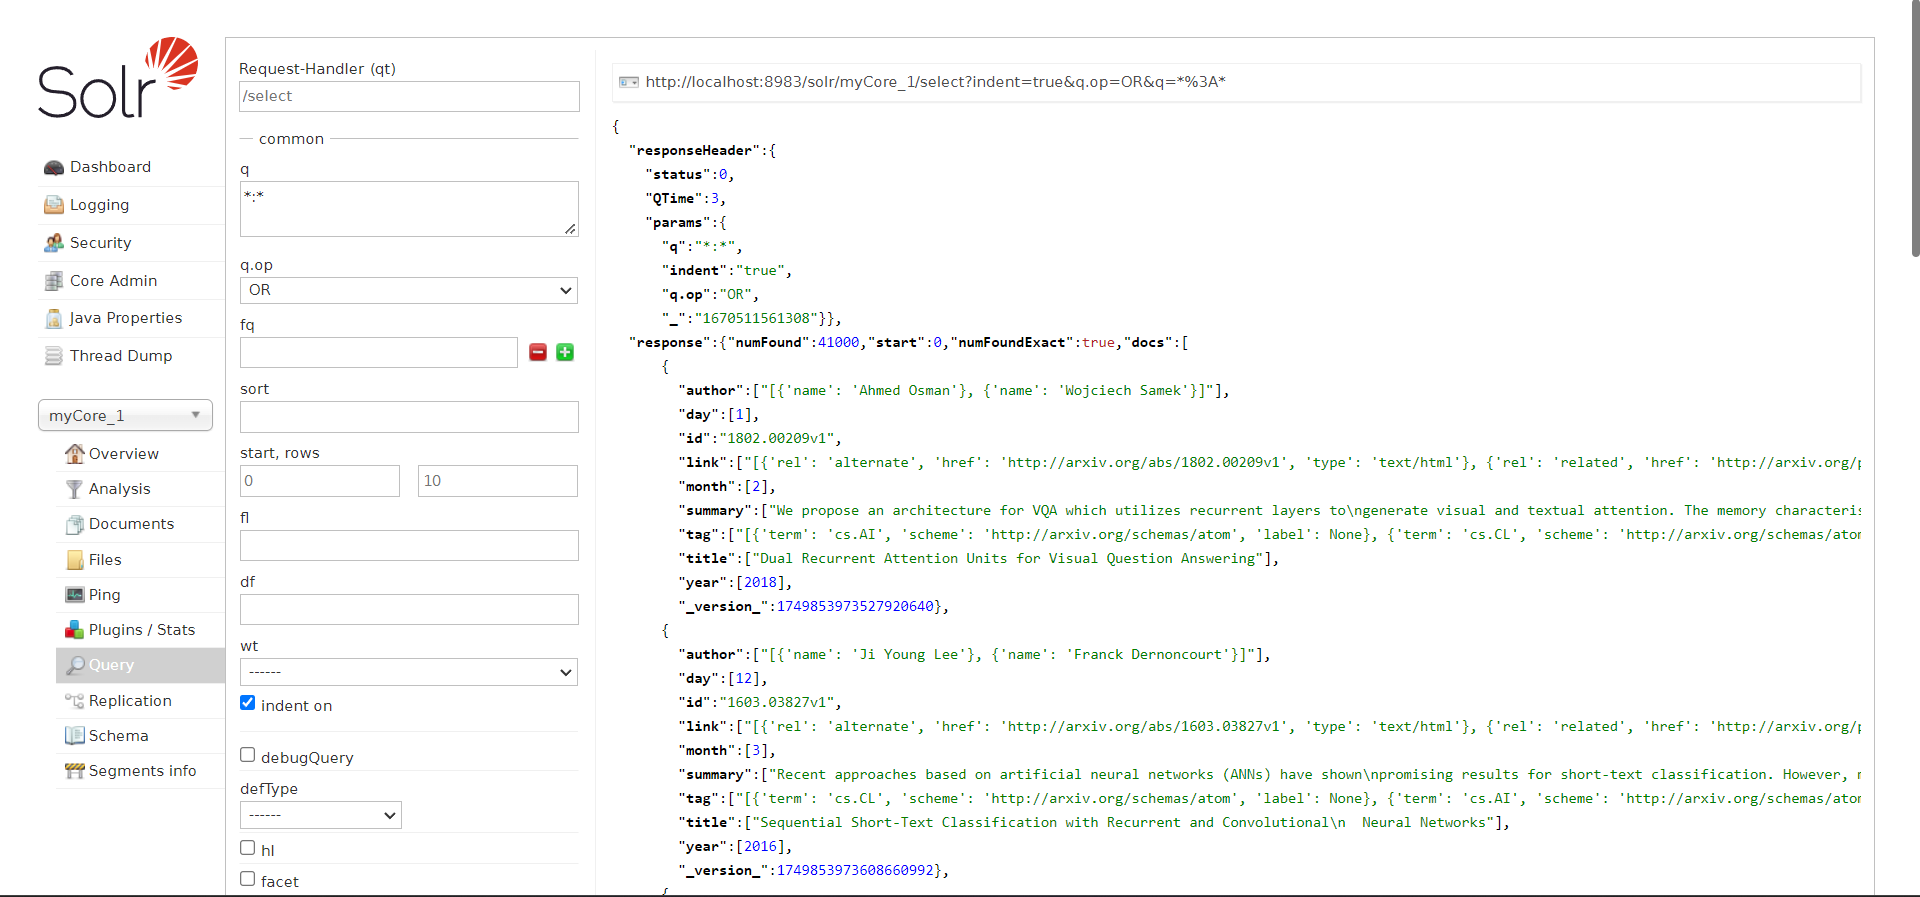 Solr
Dashboard
Logging
Security
Core Admin
Java Properties
Thread Dump
myCore_1
Overview
Analysis
Documents
Files
Ping
Plugins / Stats
Query
Replication
Schema
Segments info
Request-Handler (qt)
/select
common
q
*:*
q.op
OR
fq
sort
start, rows
0 10
fl
df
wt
------
indent on
debugQuery
defType
------
hl
facet
http://localhost:8983/solr/myCore_1/select?indent=true&q.op=OR&q=*%3A*
{
"responseHeader":{
"status":0,
"QTime":3,
"params":{
"q":"*:*",
"indent":"true",
"q.op":"OR",
"_":"1670511561308"}},
"response":{"numFound":41000,"start":0,"numFoundExact":true,"docs":[
{
"author":["[{'name': 'Ahmed Osman'}, {'name': 'Wojciech Samek'}]"],
"day":[1],
"id":"1802.00209v1",
"link":["[{'rel': 'alternate', 'href': 'http://arxiv.org/abs/1802.00209v1', 'type': 'text/html'}, {'rel': 'related', 'href': 'http://arxiv.org/p
"month":[2],
"summary":["We propose an architecture for VQA which utilizes recurrent layers to\ngenerate visual and textual attention. The memory characteris
"tag":["[{'term': 'cs.AI', 'scheme': 'http://arxiv.org/schemas/atom', 'label': None}, {'term': 'cs.CL', 'scheme': 'http://arxiv.org/schemas/atom
"title":["Dual Recurrent Attention Units for Visual Question Answering"],
"year":[2018],
"_version_":1749853973527920640},
{
"author":["[{'name': 'Ji Young Lee'}, {'name': 'Franck Dernoncourt'}]"],
"day":[12],
"id":"1603.03827v1",
"link":["[{'rel': 'alternate', 'href': 'http://arxiv.org/abs/1603.03827v1', 'type': 'text/html'}, {'rel': 'related', 'href': 'http://arxiv.org/p
"month":[3],
"summary":["Recent approaches based on artificial neural networks (ANNs) have shown\npromising results for short-text classification. However, m
"tag":["[{'term': 'cs.CL', 'scheme': 'http://arxiv.org/schemas/atom', 'label': None}, {'term': 'cs.AI', 'scheme': 'http://arxiv.org/schemas/atom
"title":["Sequential Short-Text Classification with Recurrent and Convolutional\n  Neural Networks"],
"year":[2016],
"_version_":1749853973608660992},
{